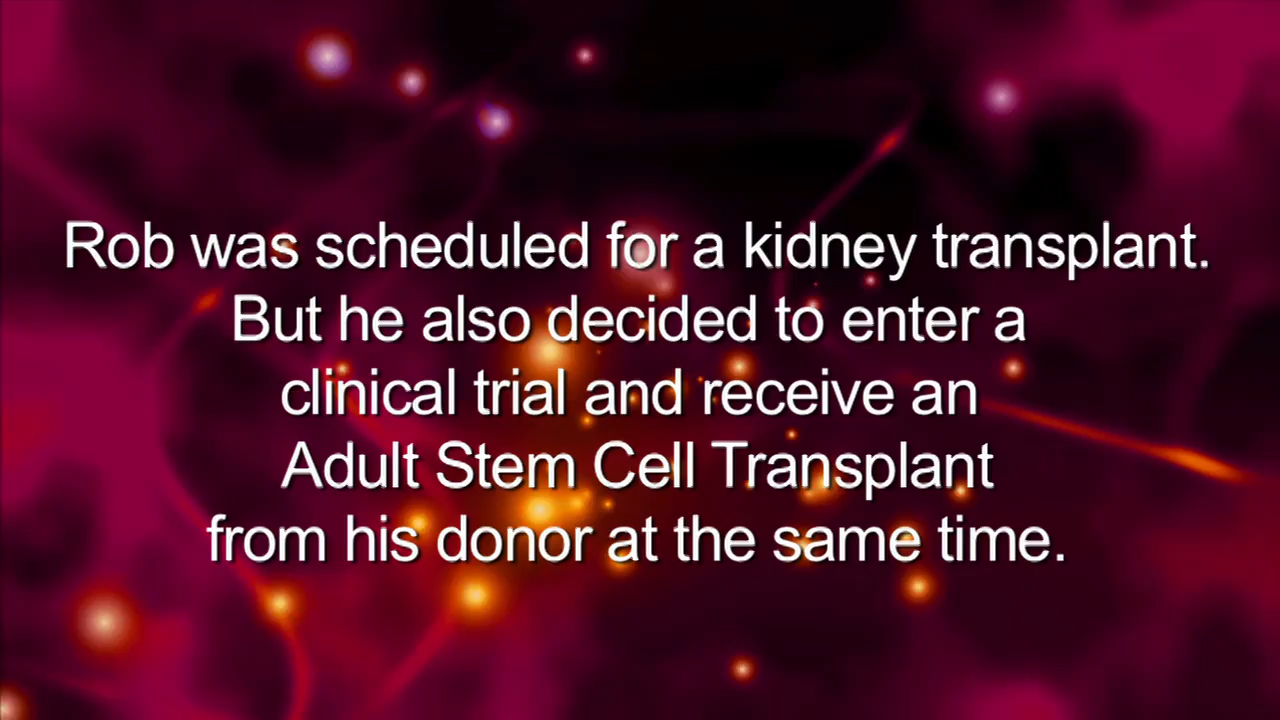 Rob was scheduled for a kidney transplant.
But he also decided to enter a
clinical trial and receive an
Adult Stem Cell Transplant
from his donor at the same time.